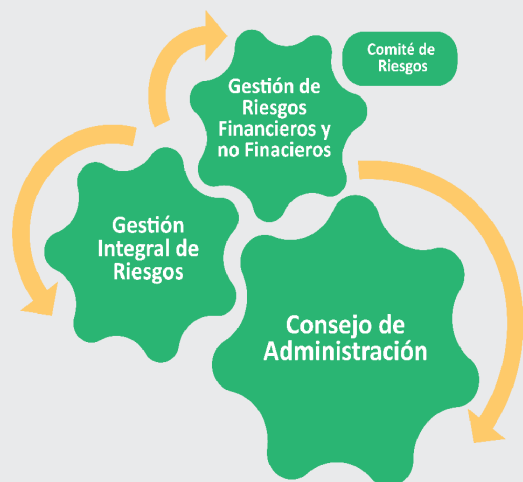 Comité de
Riesgos
Gestión de
Riesgos
Financieros y
no Finacieros
Gestión
Integral de
Riesgos
Consejo de
Administración